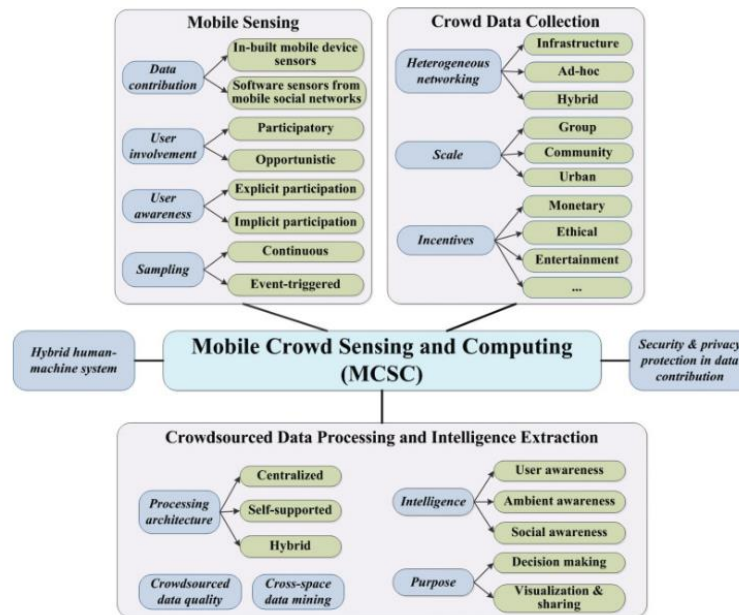 Mobile Sensing
Data
contribution
In-built mobile device
sensors
Software sensors from
mobile social networks
User
involvement
Participatory
Opportunistic
User
awareness
Explicit participation
Implicit participation
Sampling
Continuous
Event-triggered
Crowd Data Collection
Heterogeneous
networking
Infrastructure
Ad-hoc
Hybrid
Scale
Group
Community
Urban
Incentives
Monetary
Ethical
Entertainment
...
Hybrid human-
machine system
Mobile Crowd Sensing and Computing
(MCSC)
Security & privacy
protection in data
contribution
Crowdsourced Data Processing and Intelligence Extraction
Processing
architecture
Centralized
Self-supported
Hybrid
Crowdsourced
data quality
Cross-space
data mining
Intelligence
User awareness
Ambient awareness
Social awareness
Purpose
Decision making
Visualization &
sharing